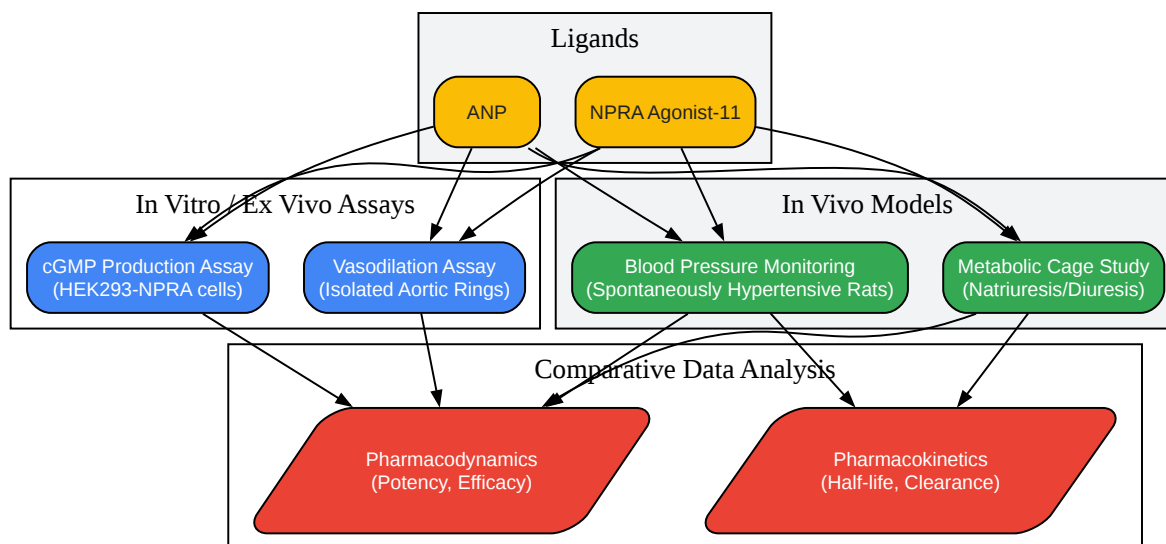 Ligands
ANP
NPRA Agonist-11
In Vitro / Ex Vivo Assays
In Vivo Models
cGMP Production Assay
(HEK293-NPRA cells)
Vasodilation Assay
(Isolated Aortic Rings)
Blood Pressure Monitoring
(Spontaneously Hypertensive Rats)
Metabolic Cage Study
(Natriuresis/Diuresis)
Comparative Data Analysis
Pharmacodynamics
(Potency, Efficacy)
Pharmacokinetics
(Half-life, Clearance)